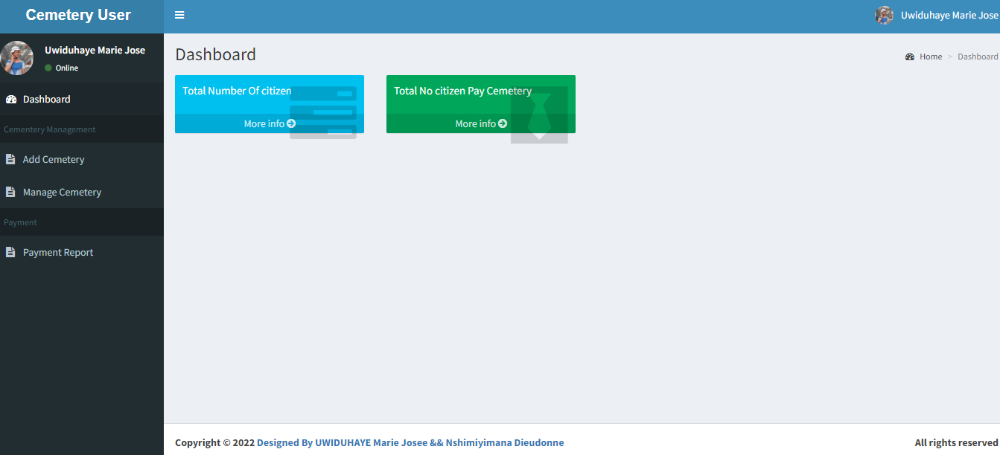 Cemetery User
Uwiduhaye Marie Jose
Uwiduhaye Marie Jose
Online
Dashboard
Cementery Management
Add Cemetery
Manage Cemetery
Payment
Payment Report
Dashboard
Home > Dashboard
Total Number Of citizen
More info
Total No citizen Pay Cemetery
More info
Copyright © 2022 Designed By UWIDUHAYE Marie Josee && Nshimiyimana Dieudonne
All rights reserved